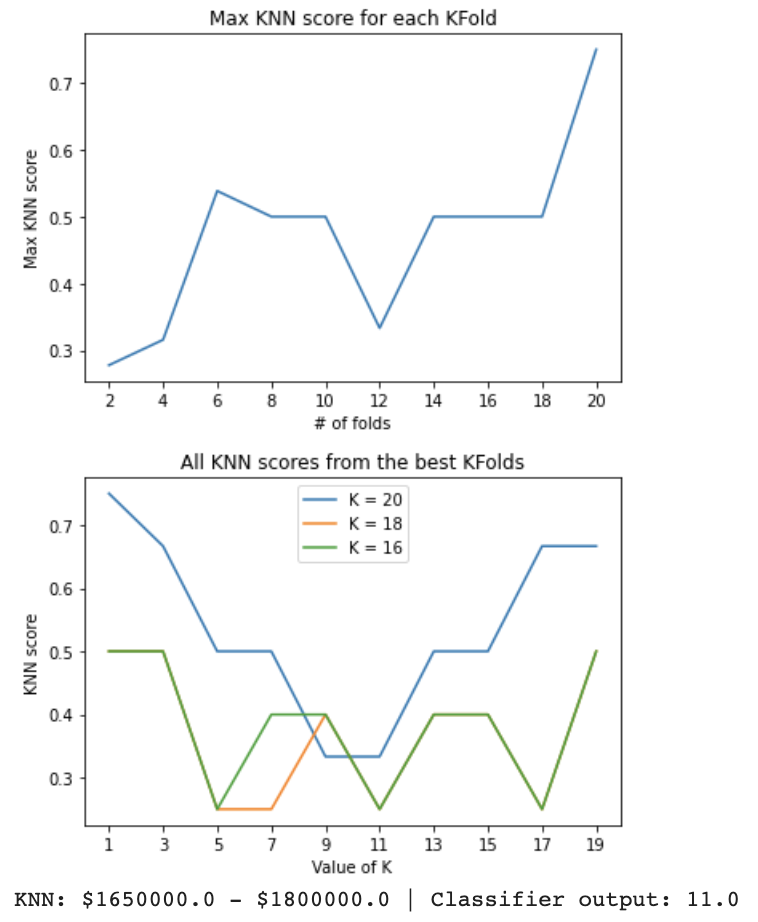 Max KNN score for each KFold
Max KNN score
0.7
0.6
0.5
0.4
0.3
2 4 6 8 10 12 14 16 18 20
# of folds
All KNN scores from the best KFolds
KNN score
0.7
0.6
0.5
0.4
0.3
K = 20
K = 18
K = 16
1 3 5 7 9 11 13 15 17 19
Value of K
KNN: $1650000.0 - $1800000.0 | Classifier output: 11.0